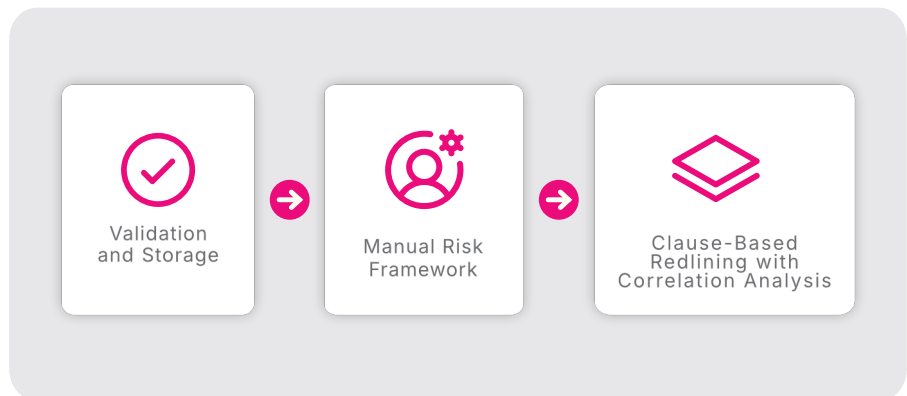 Validation
and Storage
Manual Risk
Framework
Clause-Based
Redlining with
Correlation Analysis